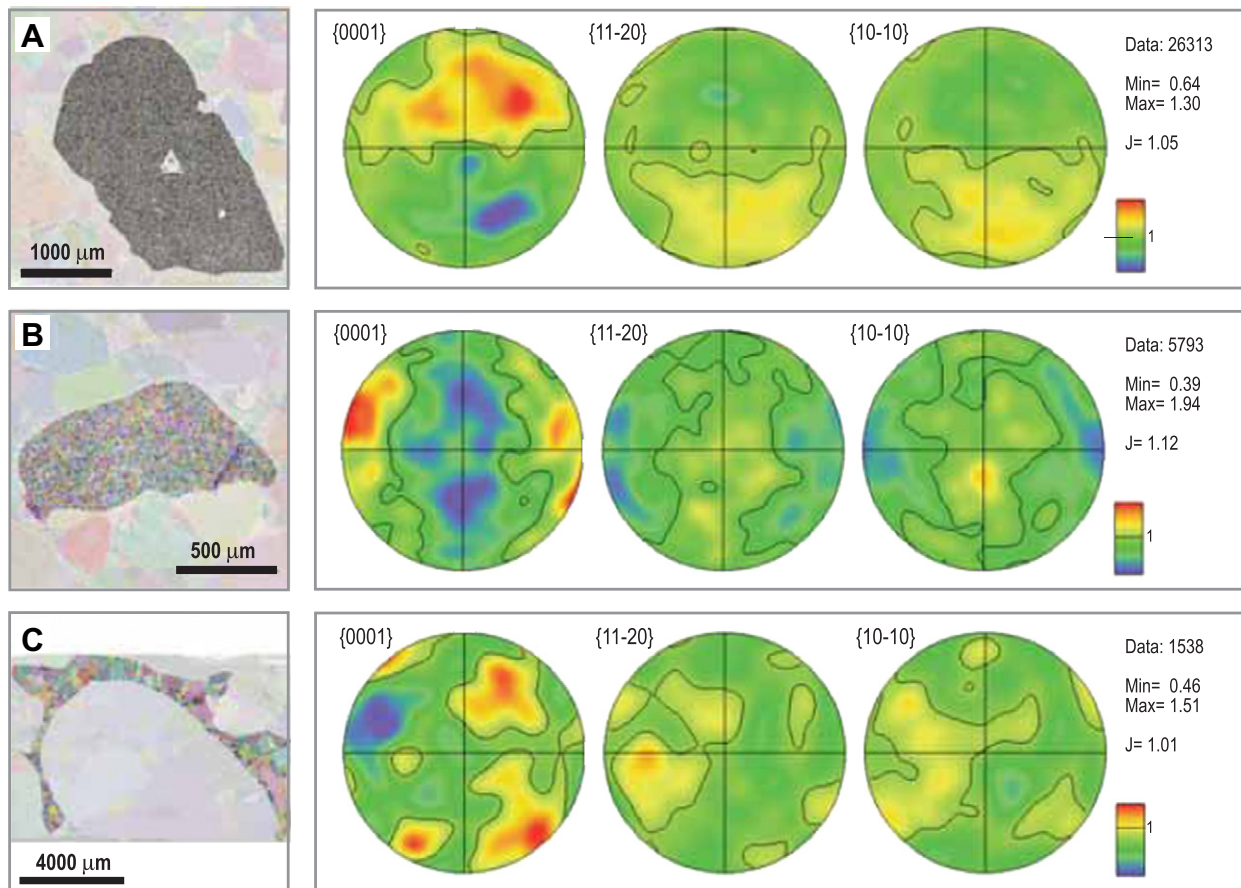 A
1000 μm
{0001}
{11-20}
{10-10}
Data: 26313
Min= 0.64
Max= 1.30
J= 1.05
1
B
500 μm
{0001}
{11-20}
{10-10}
Data: 5793
Min= 0.39
Max= 1.94
J= 1.12
1
C
4000 μm
{0001}
{11-20}
{10-10}
Data: 1538
Min= 0.46
Max= 1.51
J= 1.01
1